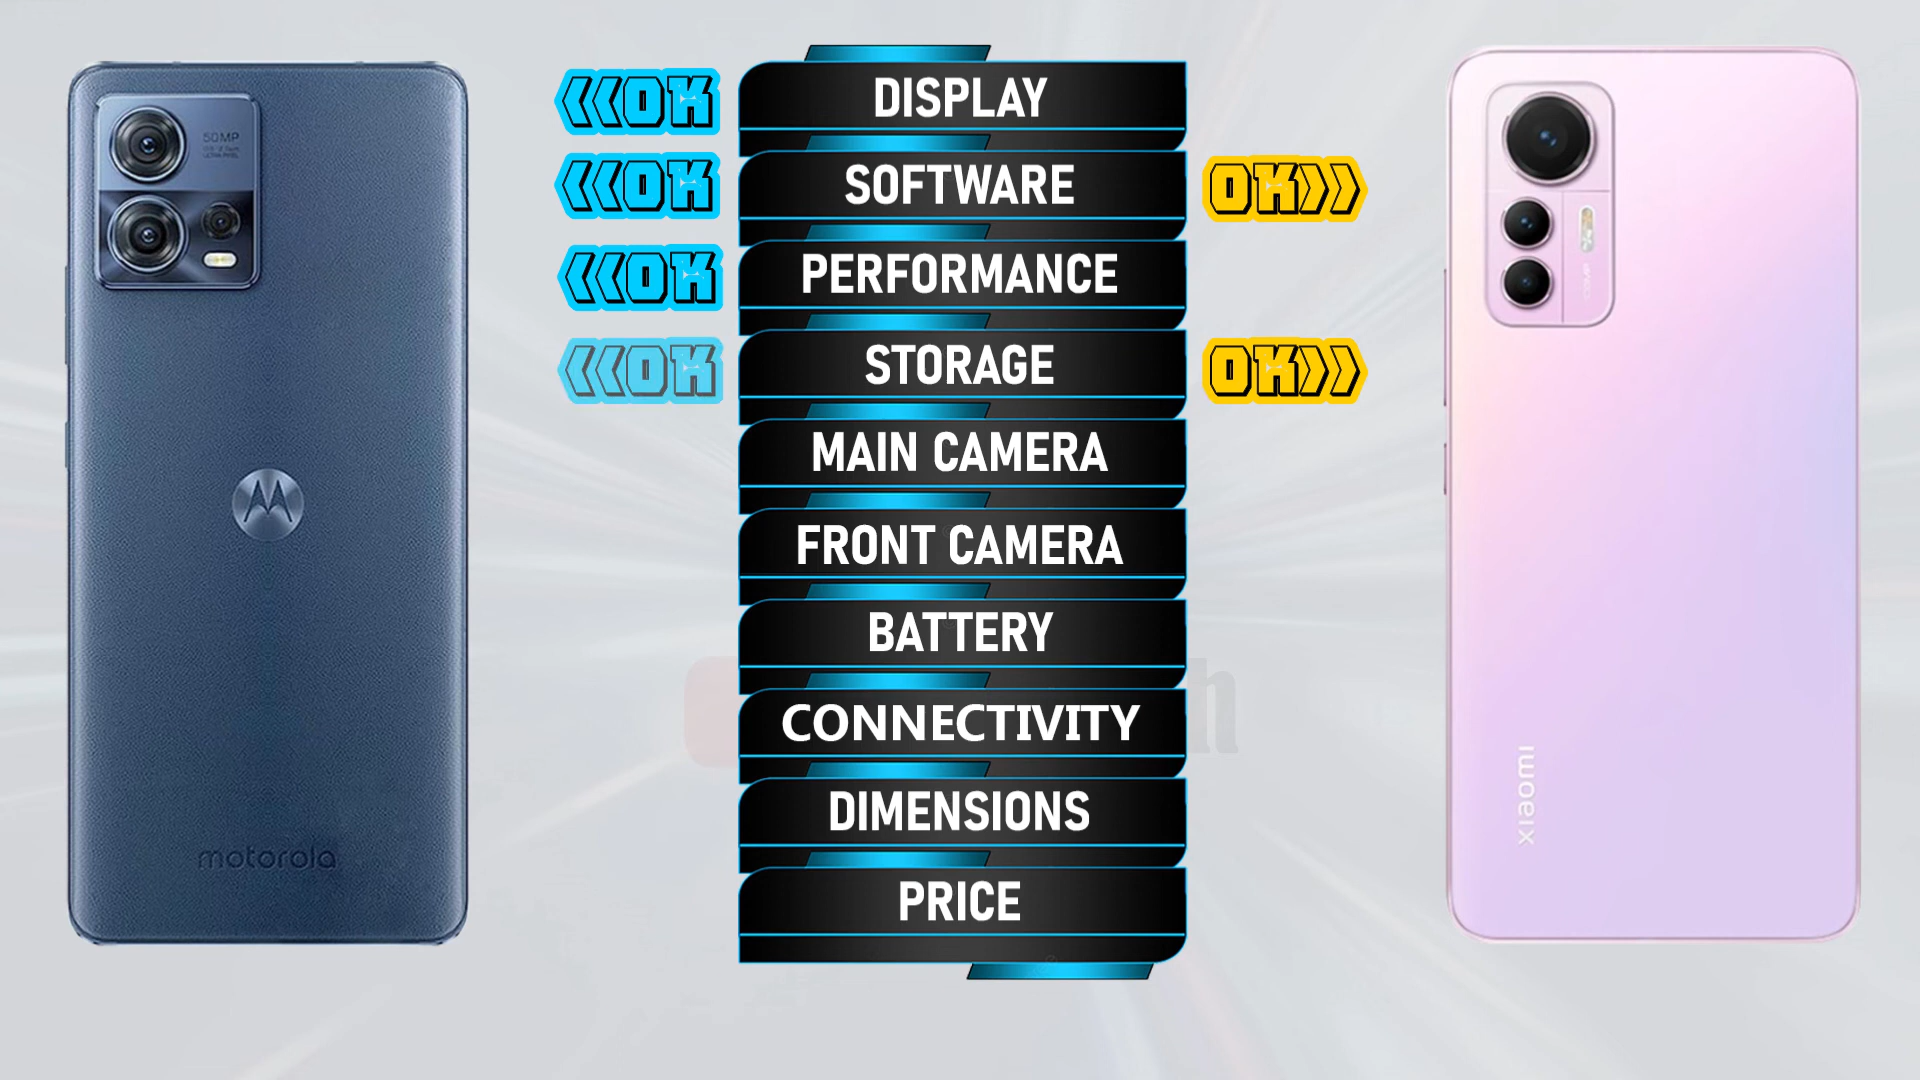 50MP
<<OK DISPLAY
<<OK SOFTWARE OK>>
<<OK PERFORMANCE
<<OK STORAGE OK>>
MAIN CAMERA
FRONT CAMERA
BATTERY
CONNECTIVITY
DIMENSIONS
PRICE
motorola
xiaomi